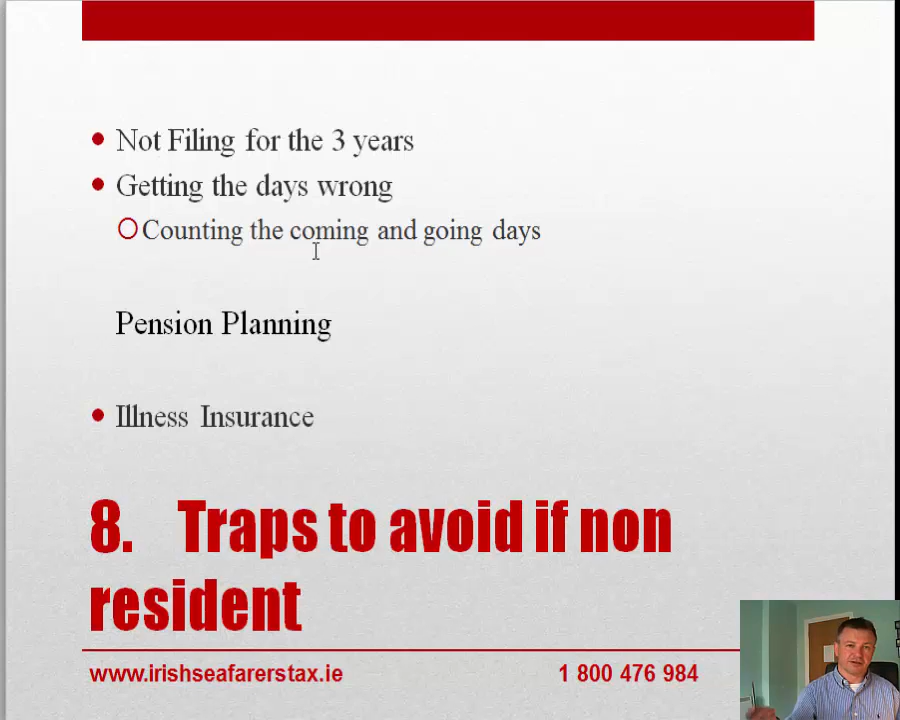 Not Filing for the 3 years
Getting the days wrong
Counting the coming and going days
Pension Planning
Illness Insurance
8. Traps to avoid if non
resident
www.irishseafarerstax.ie 1 800 476 984